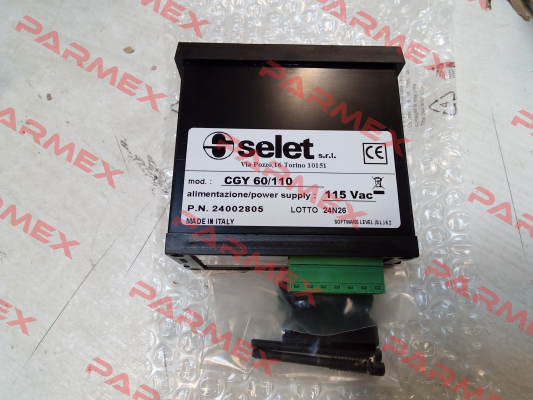 selet s.r.l.
Via Pozzo,16 Torino 10151
mod. : CGY 60/110
alimentazione/power supply : 115 Vac
P.N. 24002805 LOTTO 24N26
MADE IN ITALY
CE
PARMEX